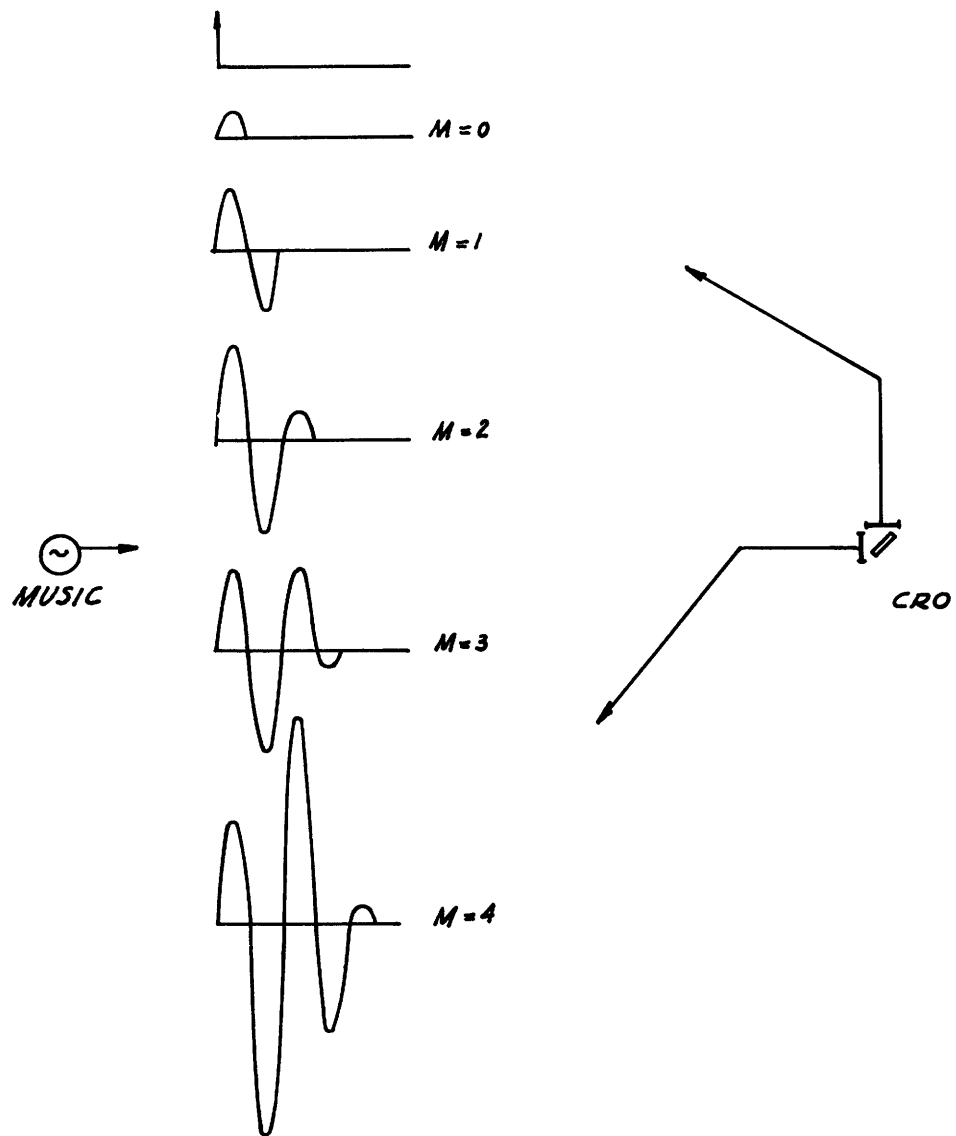 M = 0
M = 1
M = 2
~
MUSIC
CRO
M = 3
M = 4